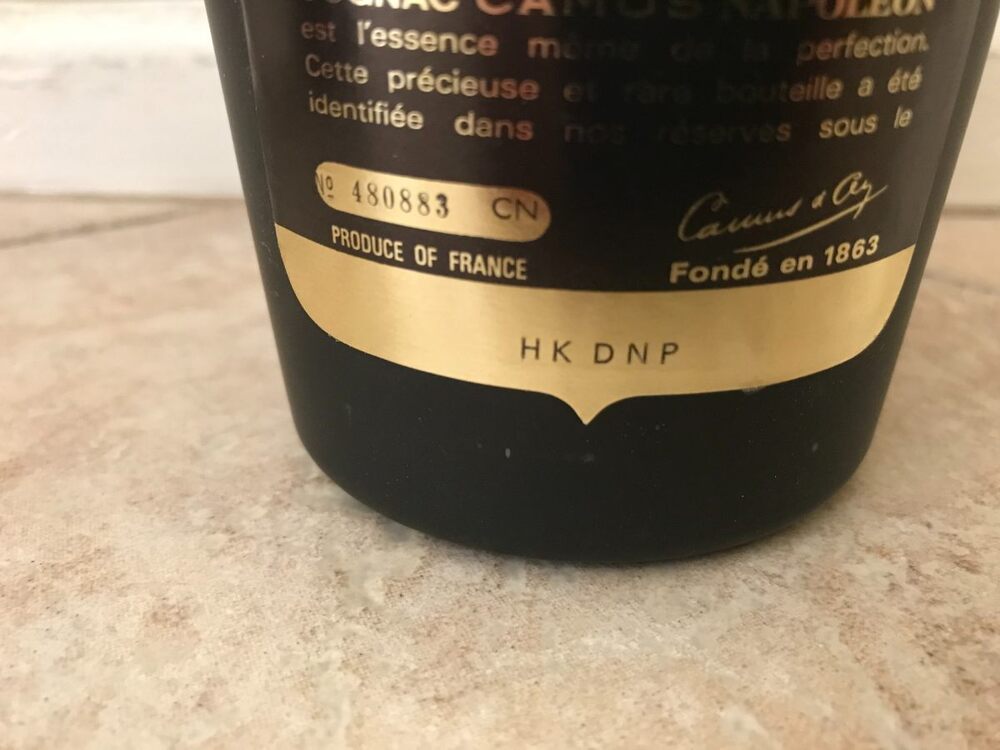 COGNAC CAMUS NAPOLEON
est l'essence même de la perfection.
Cette précieuse et rare bouteille a été
identifiée dans nos réserves sous le
Nº 480883 CN
PRODUCE OF FRANCE
Camus & Cie
Fondé en 1863
HK DNP